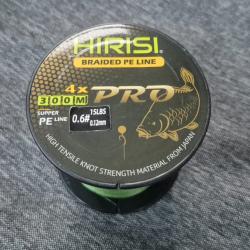 HIRISI
BRAIDED PE LINE
4x PRO
300M
SUPPER
PE LINE
0.6#
15LBS
0.12mm
HIGH TENSILE KNOT STRENGTH MATERIAL FROM JAPAN